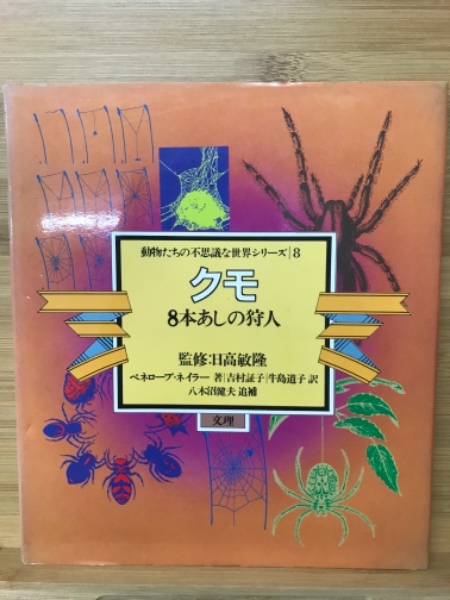 動物たちの不思議な世界シリーズ|8
クモ
8本あしの狩人
監修:日高敏隆
ペネロープ・ネイラー 著|吉村証子|牛島道子 訳
八木沼健夫 追補
文理